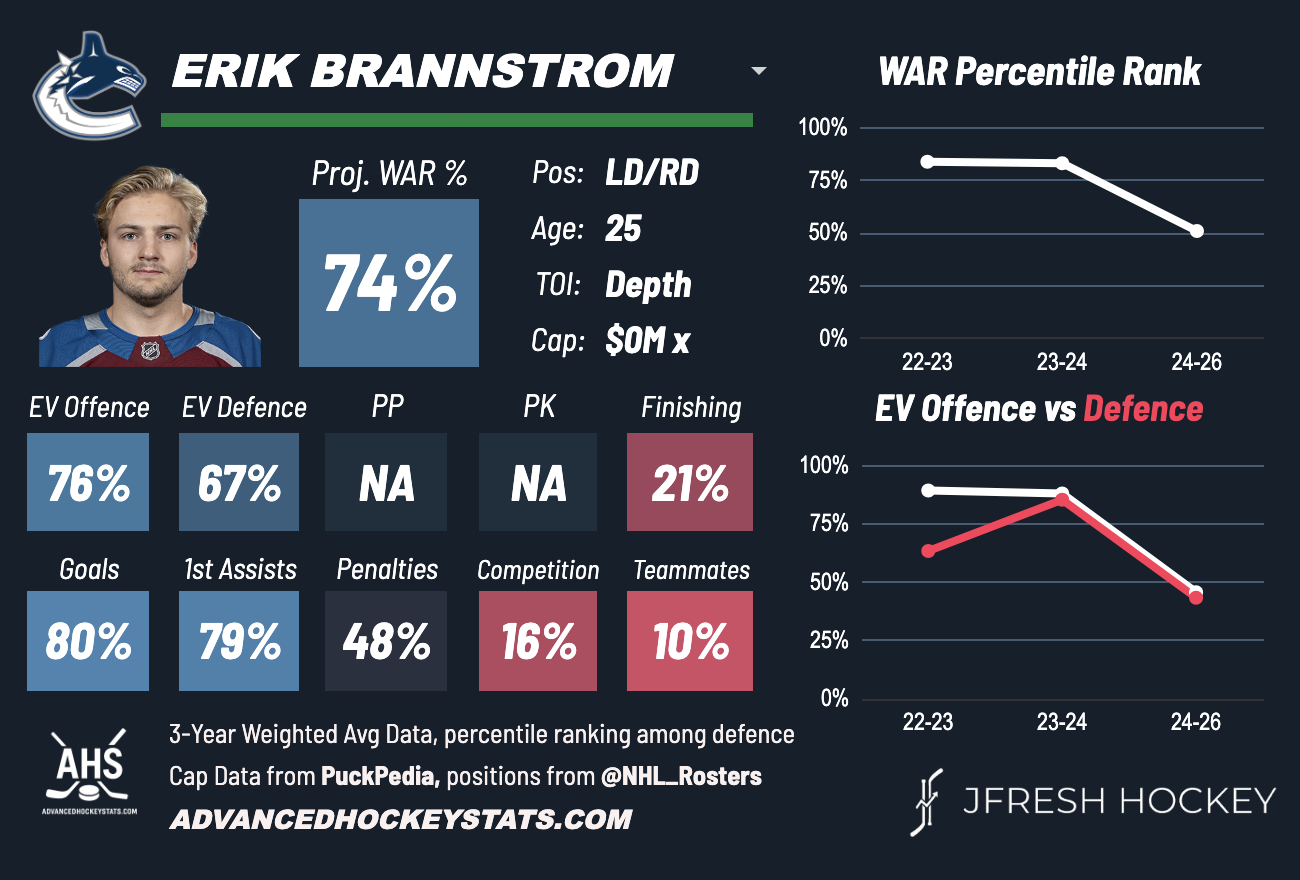 ERIK BRANNSTROM
Proj. WAR %
74%
Pos: LD/RD
Age: 25
TOI: Depth
Cap: $0M x
EV Offence EV Defence PP PK Finishing
76% 67% NA NA 21%
Goals 1st Assists Penalties Competition Teammates
80% 79% 48% 16% 10%
WAR Percentile Rank
100%
75%
50%
25%
0%
22-23 23-24 24-26
EV Offence vs Defence
100%
75%
50%
25%
0%
22-23 23-24 24-26
AHS
ADVANCEDHOCKEYSTATS.COM
3-Year Weighted Avg Data, percentile ranking among defence
Cap Data from PuckPedia, positions from @NHL_Rosters
ADVANCEDHOCKEYSTATS.COM
JFRESH HOCKEY